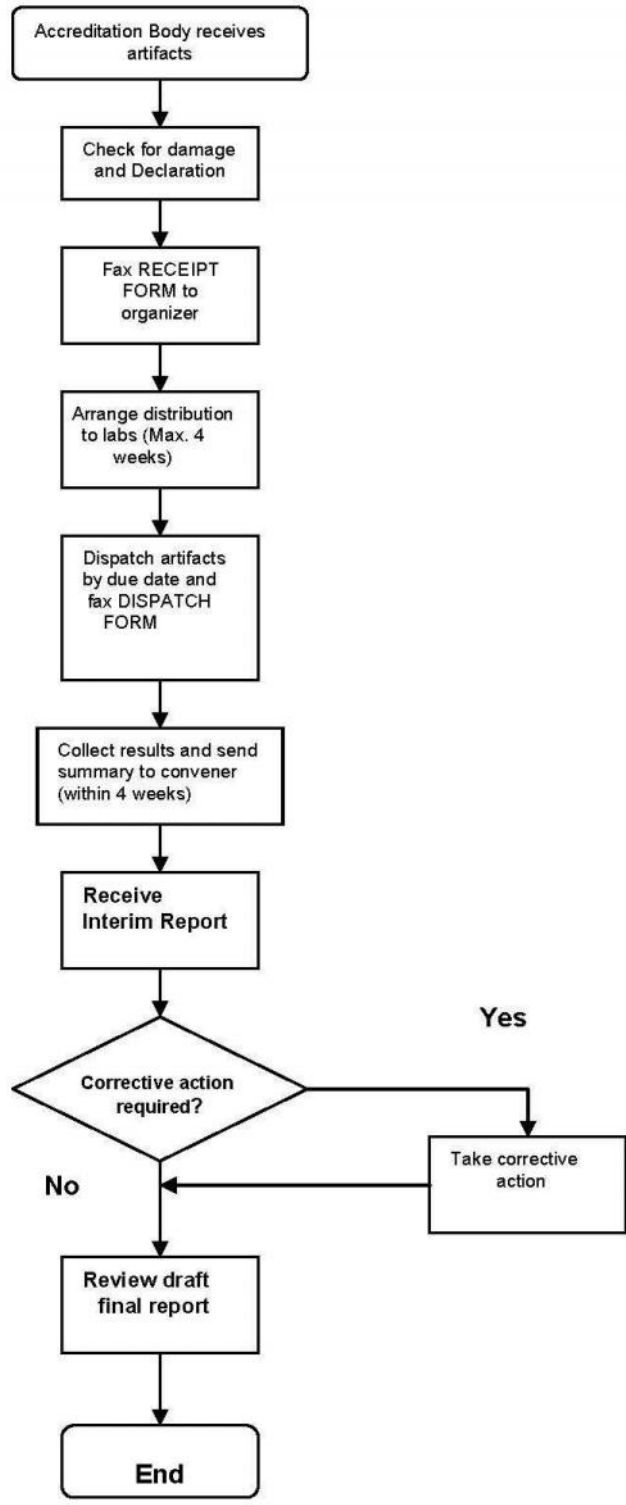 Accreditation Body receives
artifacts
Check for damage
and Declaration
Fax RECEIPT
FORM to
organizer
Arrange distribution
to labs (Max. 4
weeks)
Dispatch artifacts
by due date and
fax DISPATCH
FORM
Collect results and send
summary to convener
(within 4 weeks)
Receive
Interim Report
Yes
Corrective action
required?
Take corrective
action
No
Review draft
final report
End